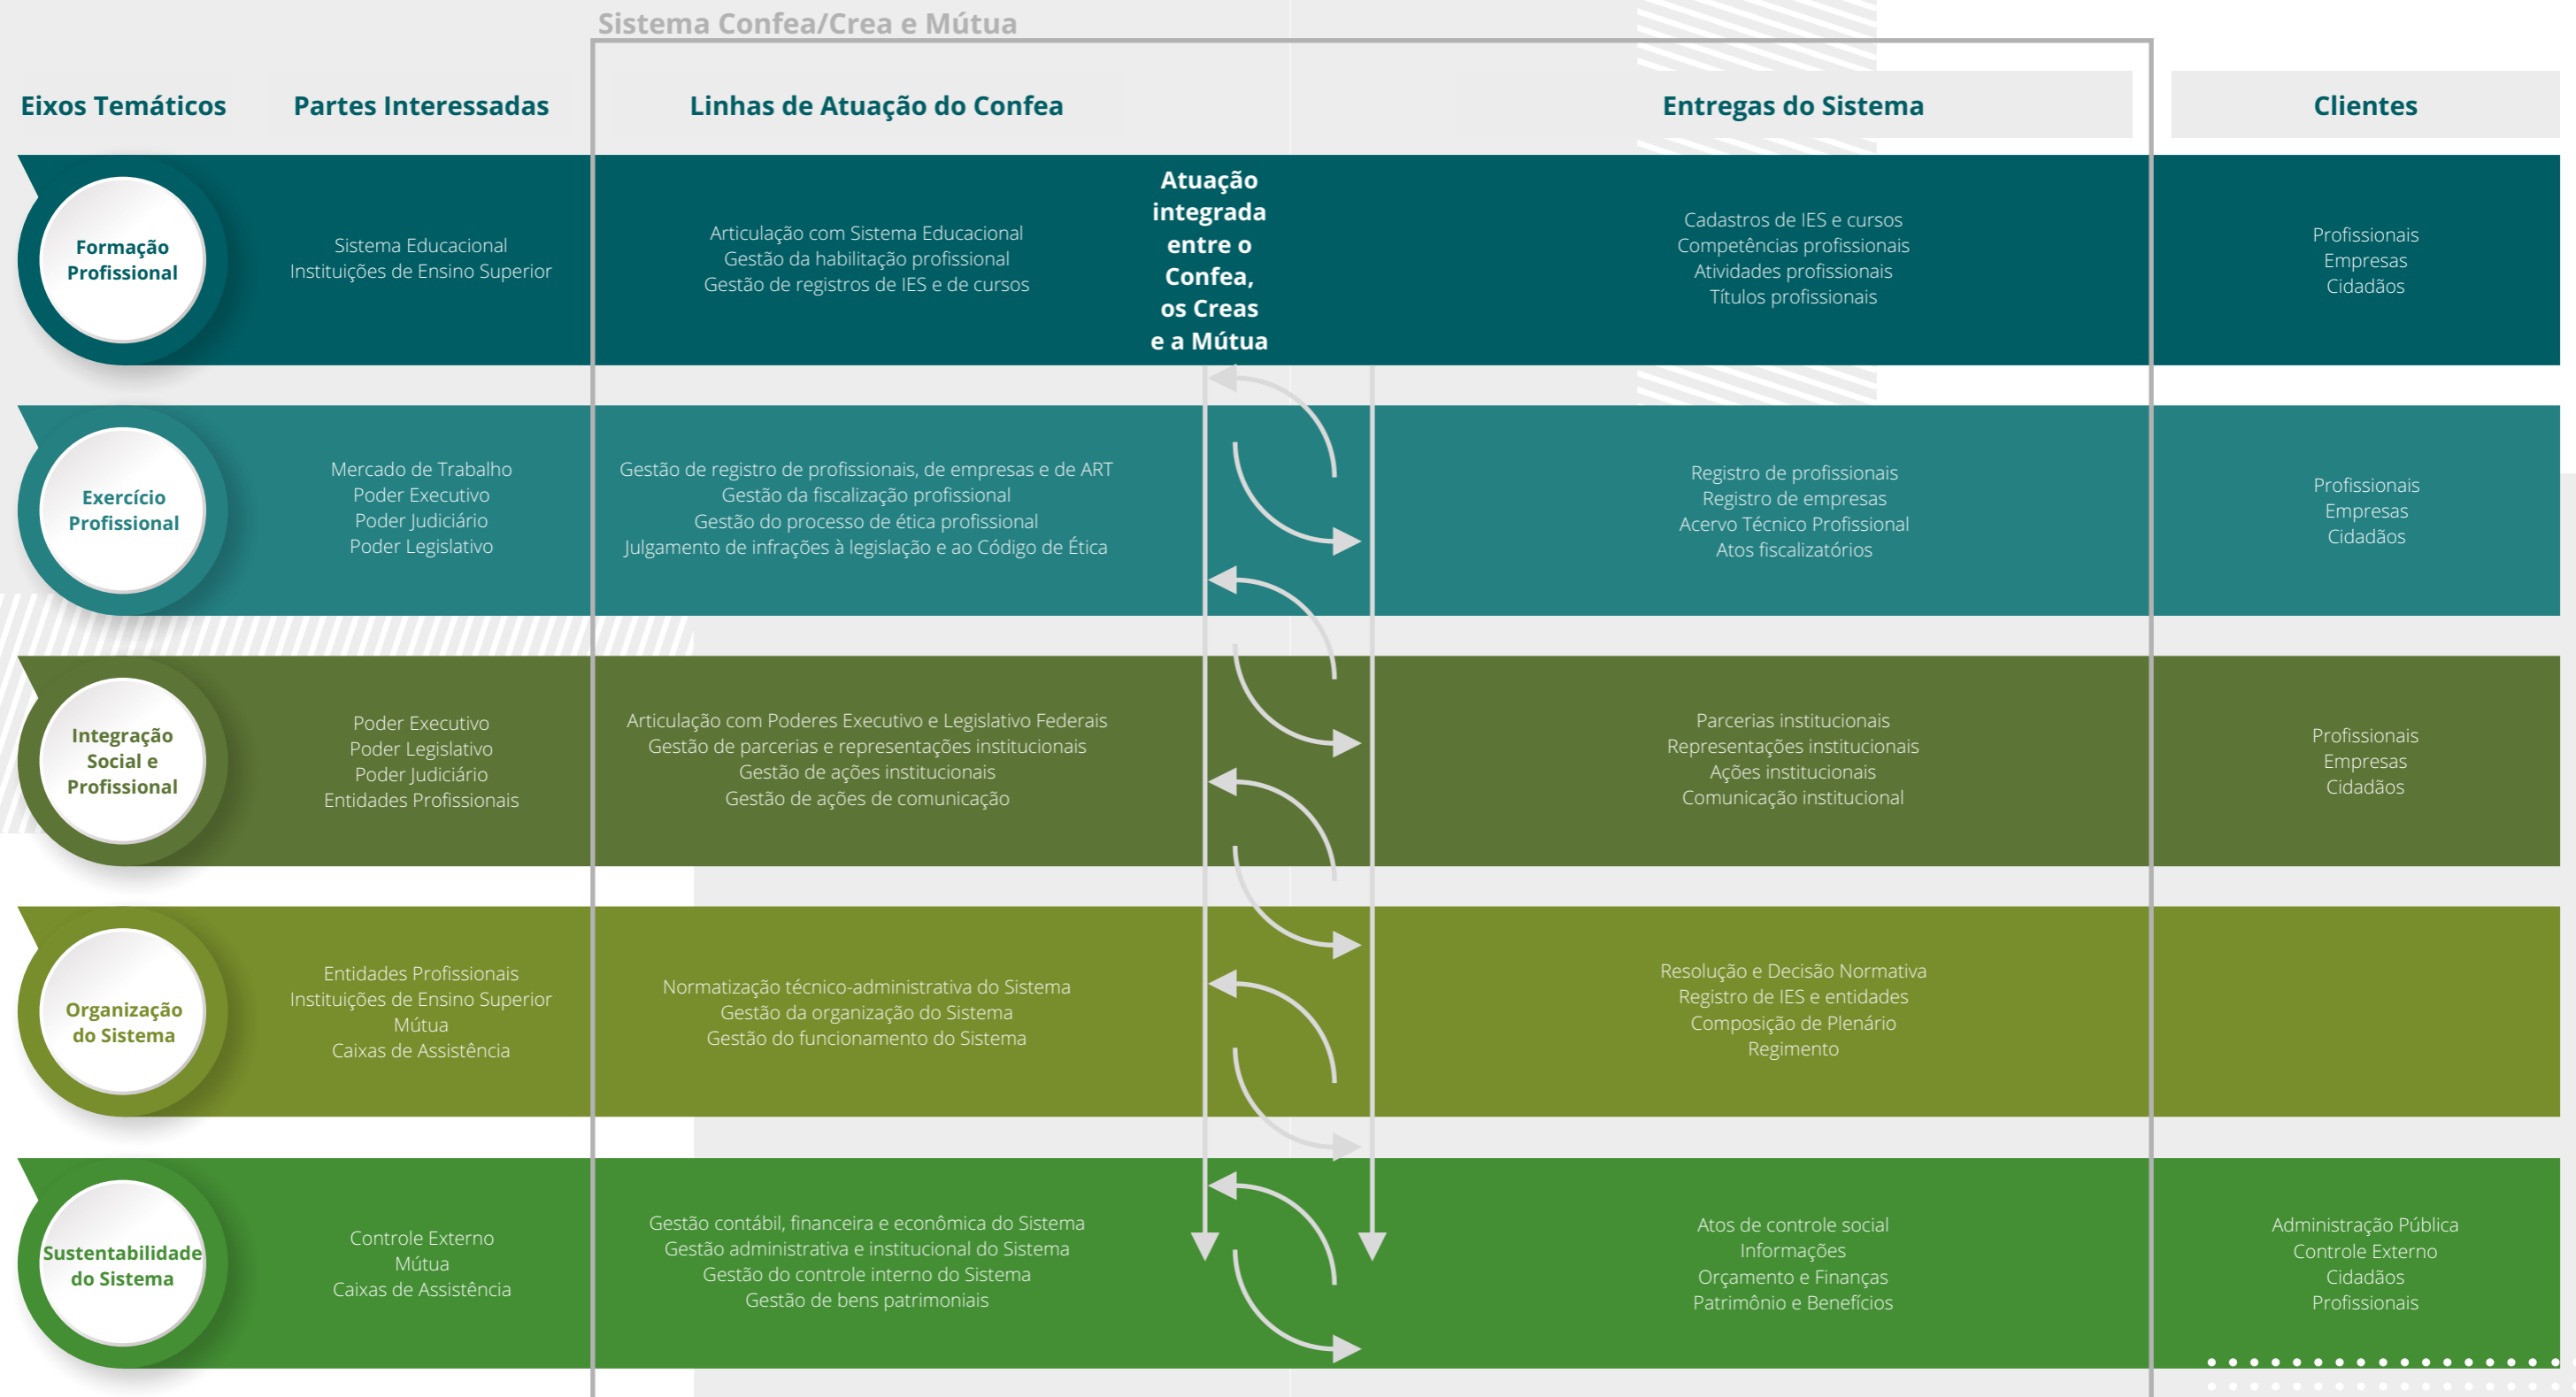 Sistema Confea/Crea e Mútua
Eixos Temáticos
Partes Interessadas
Linhas de Atuação do Confea
Entregas do Sistema
Clientes
Formação
Profissional
Sistema Educacional
Instituições de Ensino Superior
Articulação com Sistema Educacional
Gestão da habilitação profissional
Gestão de registros de IES e de cursos
Atuação
integrada
entre o
Confea,
os Creas
e a Mútua
Cadastros de IES e cursos
Competências profissionais
Atividades profissionais
Títulos profissionais
Profissionais
Empresas
Cidadãos
Exercício
Profissional
Mercado de Trabalho
Poder Executivo
Poder Judiciário
Poder Legislativo
Gestão de registro de profissionais, de empresas e de ART
Gestão da fiscalização profissional
Gestão do processo de ética profissional
Julgamento de infrações à legislação e ao Código de Ética
Registro de profissionais
Registro de empresas
Acervo Técnico Profissional
Atos fiscalizatórios
Profissionais
Empresas
Cidadãos
Integração
Social e
Profissional
Poder Executivo
Poder Legislativo
Poder Judiciário
Entidades Profissionais
Articulação com Poderes Executivo e Legislativo Federais
Gestão de parcerias e representações institucionais
Gestão de ações institucionais
Gestão de ações de comunicação
Parcerias institucionais
Representações institucionais
Ações institucionais
Comunicação institucional
Profissionais
Empresas
Cidadãos
Organização
do Sistema
Entidades Profissionais
Instituições de Ensino Superior
Mútua
Caixas de Assistência
Normatização técnico-administrativa do Sistema
Gestão da organização do Sistema
Gestão do funcionamento do Sistema
Resolução e Decisão Normativa
Registro de IES e entidades
Composição de Plenário
Regimento
Sustentabilidade
do Sistema
Controle Externo
Mútua
Caixas de Assistência
Gestão contábil, financeira e econômica do Sistema
Gestão administrativa e institucional do Sistema
Gestão do controle interno do Sistema
Gestão de bens patrimoniais
Atos de controle social
Informações
Orçamento e Finanças
Patrimônio e Benefícios
Administração Pública
Controle Externo
Cidadãos
Profissionais